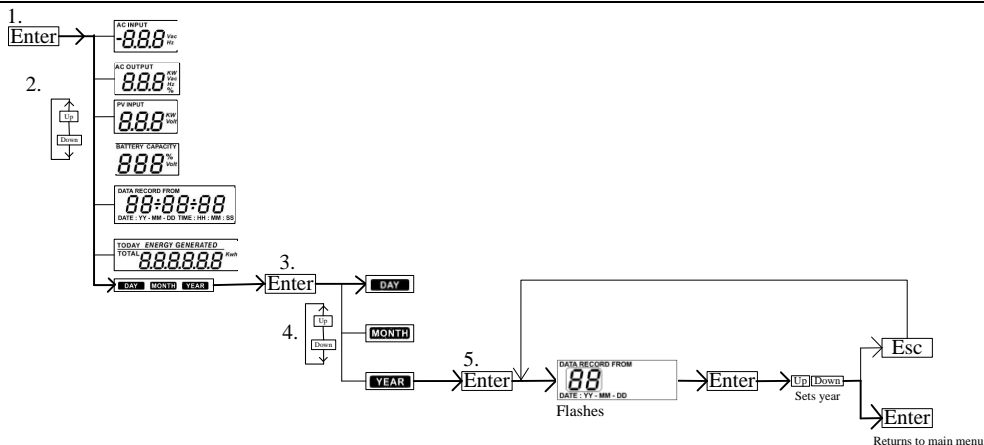 1.
Enter
AC INPUT
-8.8.8 Vac
Hz
2.
Up
Down
AC OUTPUT
8.8.8 KW
Vac
Hz
%
PV INPUT
8.8.8 KW
Volt
BATTERY CAPACITY
888 %
Volt
DATA RECORD FROM
88:88:88
DATE : YY - MM - DD TIME : HH : MM : SS
TODAY ENERGY GENERATED
TOTAL 8.8.8.8.8.8 Kwh
DAY MONTH YEAR
3.
Enter
4.
Up
Down
DAY
MONTH
YEAR
5.
Enter
DATA RECORD FROM
88
DATE : YY - MM - DD
Flashes
Enter
Up Down
Sets year
Esc
Enter
Returns to main menu